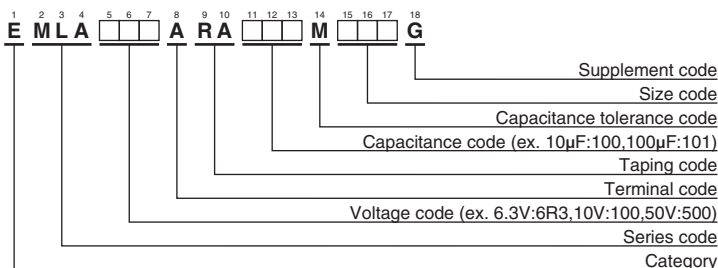 1 2 3 4 5 6 7 8 9 10 11 12 13 14 15 16 17 18
E M L A □□□ A R A □□□ M □□□ G
Supplement code
Size code
Capacitance tolerance code
Capacitance code (ex. 10µF:100,100µF:101)
Taping code
Terminal code
Voltage code (ex. 6.3V:6R3,10V:100,50V:500)
Series code
Category